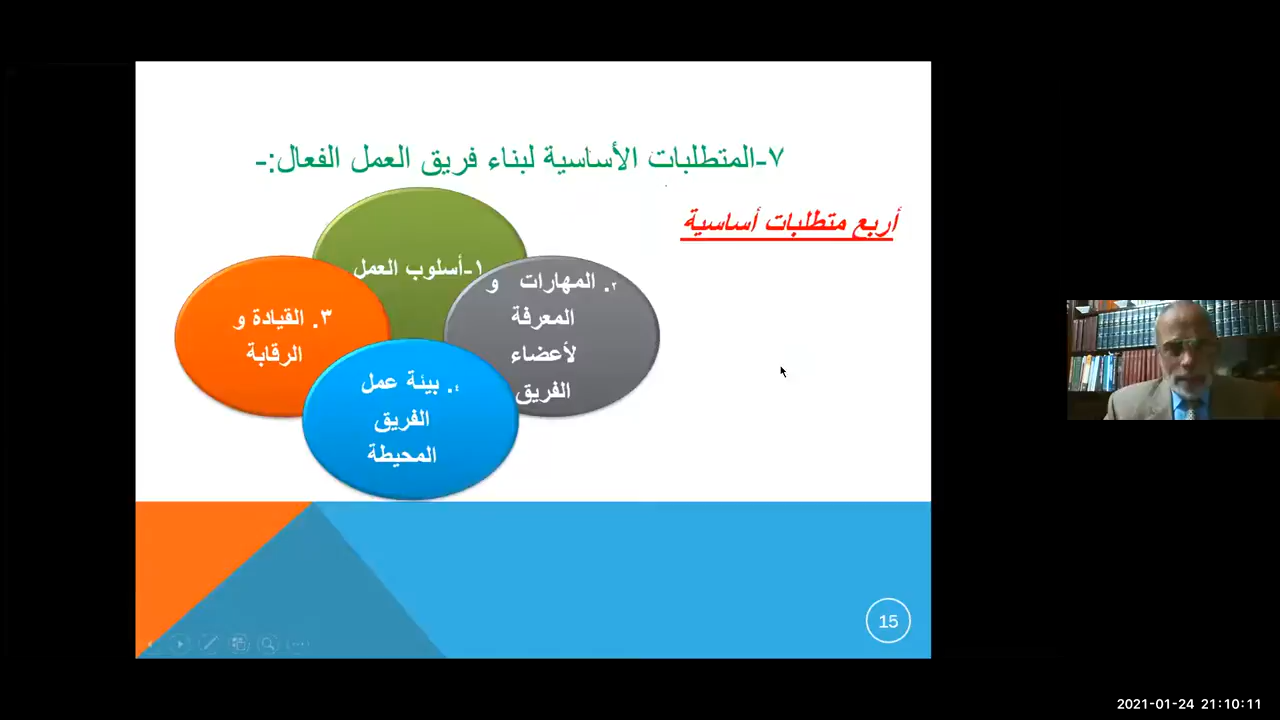 ٧-المتطلبات الأساسية لبناء فريق العمل الفعال:-
أربع متطلبات أساسية
١-أسلوب العمل
٢. المهارات و
المعرفة
لأعضاء
الفريق
٣. القيادة و
الرقابة
٤. بيئة عمل
الفريق
المحيطة
15
2021-01-24 21:10:11